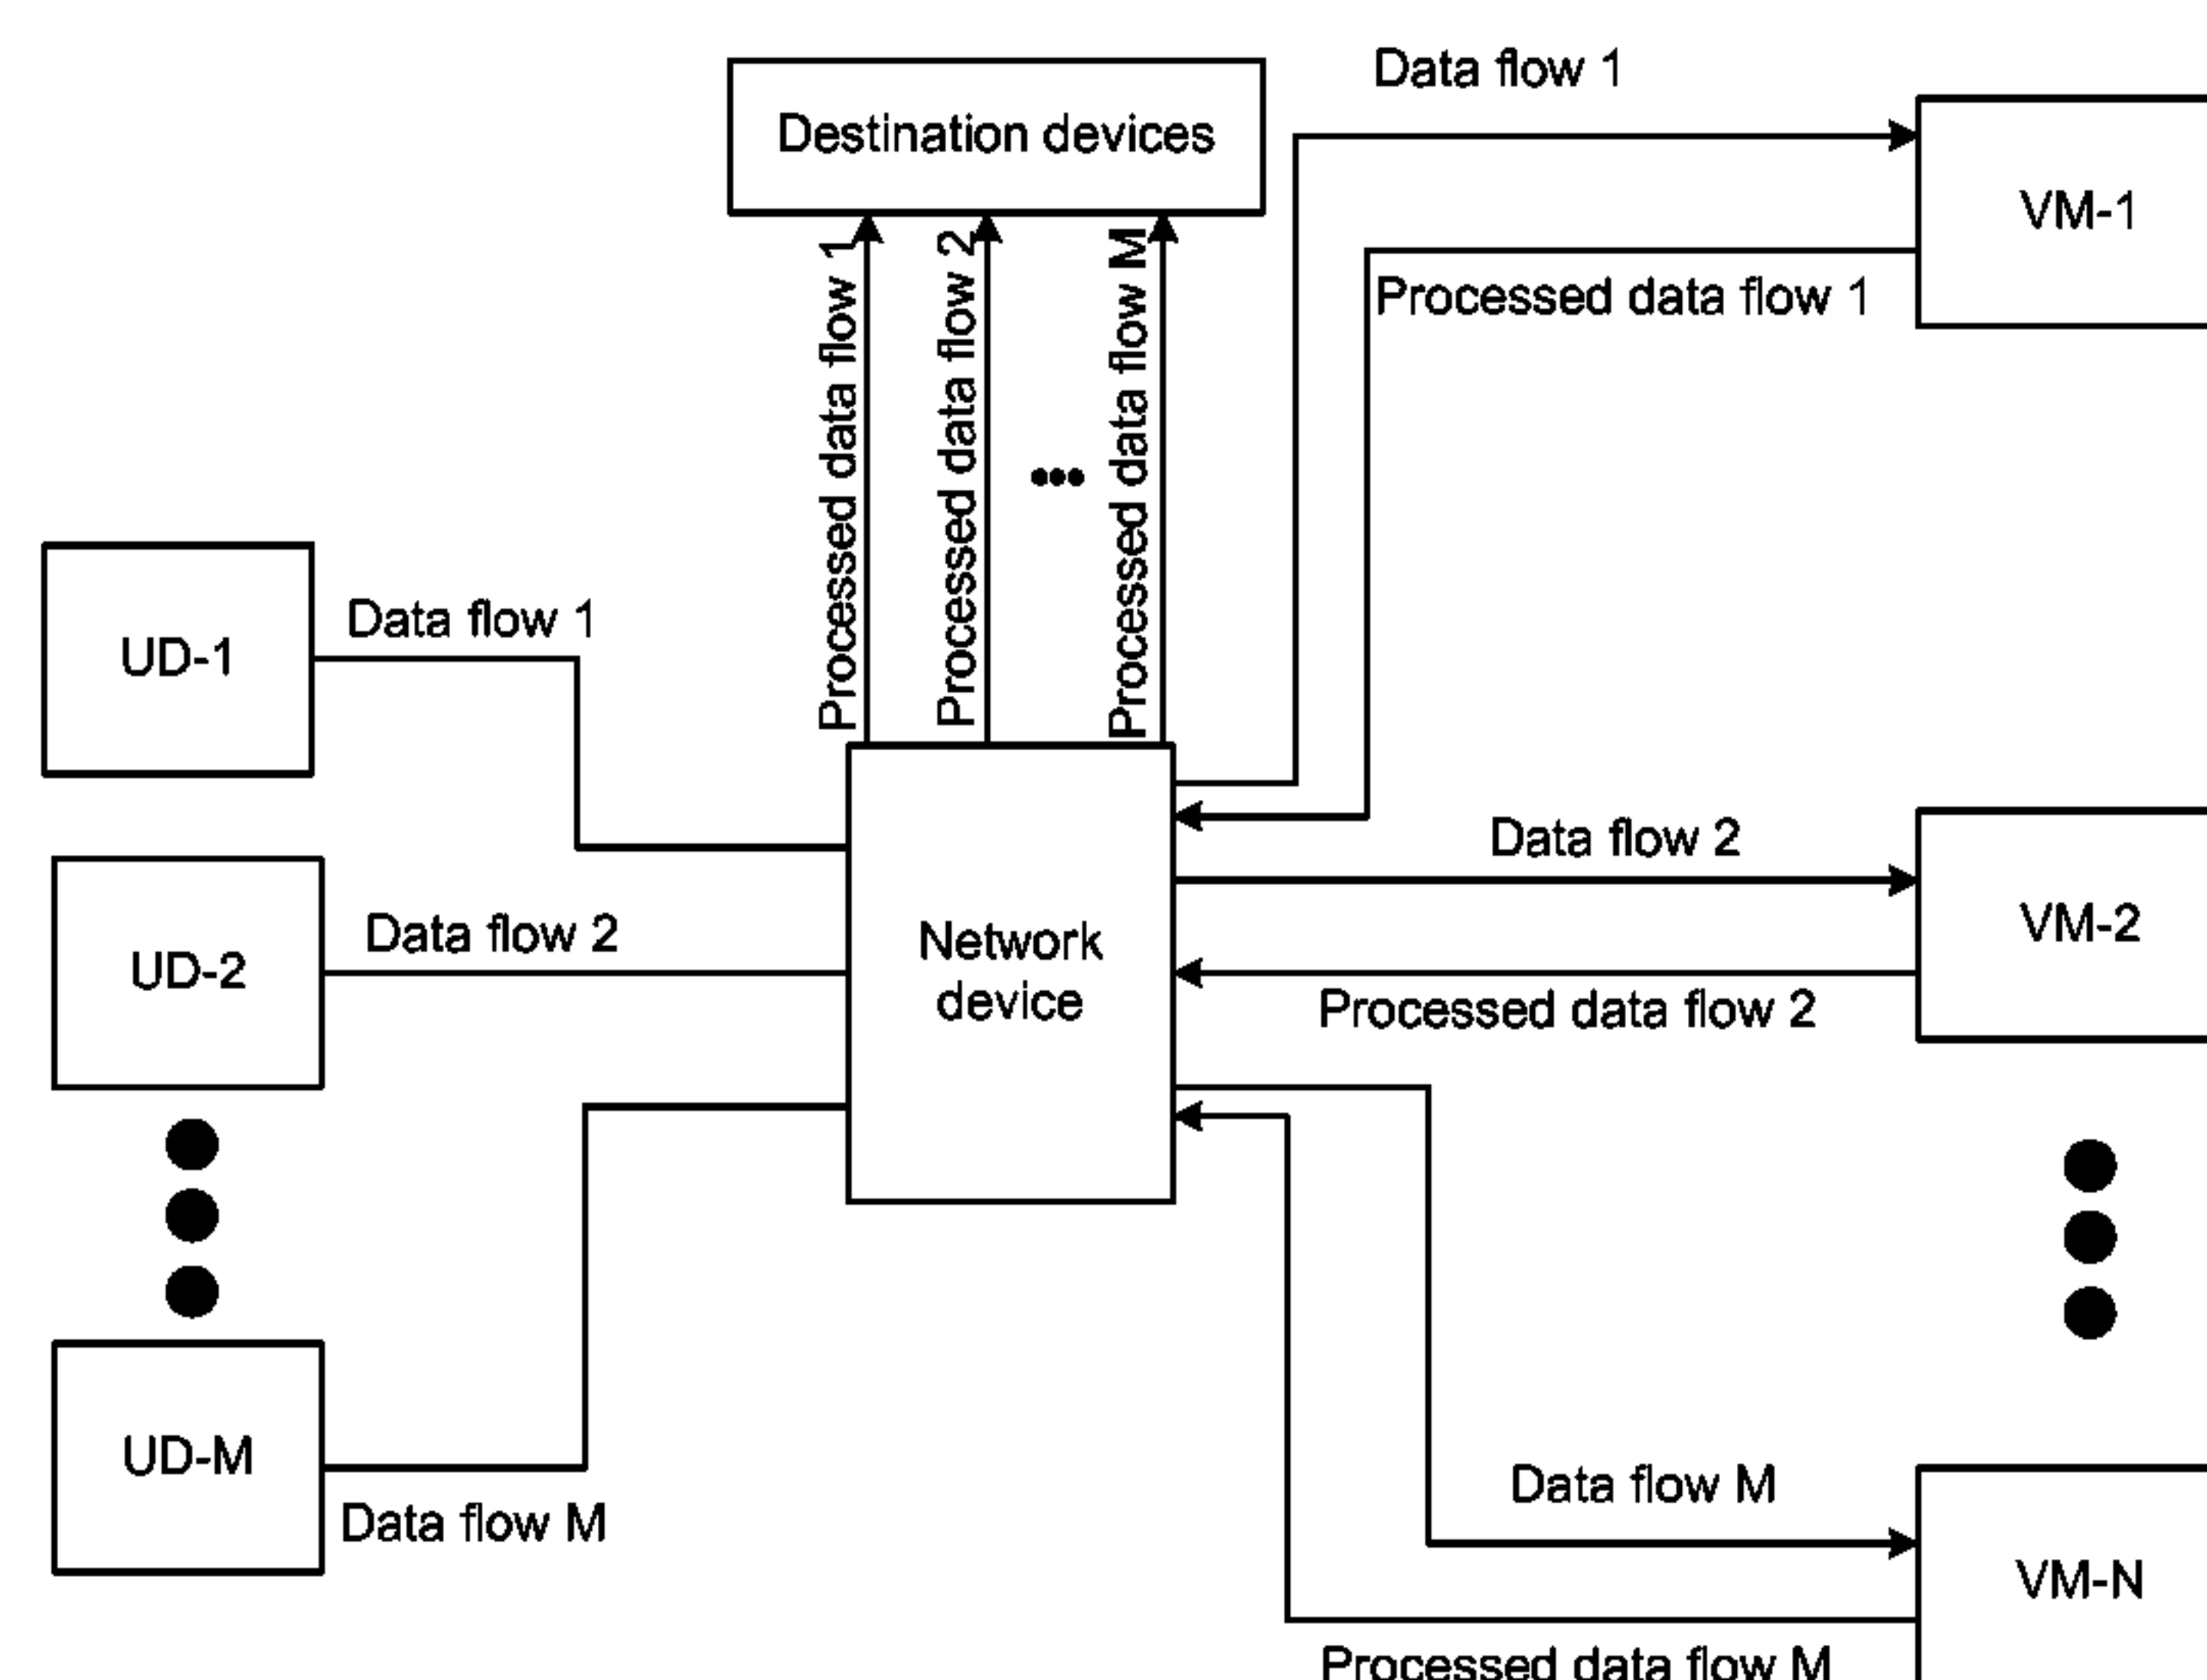 Data flow 1
Destination devices
VM-1
Processed data flow 1
Processed data flow 2
Processed data flow M
Processed data flow 1
Data flow 1
UD-1
Data flow 2
VM-2
Data flow 2
UD-2
Network
device
Processed data flow 2
UD-M
Data flow M
Data flow M
VM-N
Processed data flow M